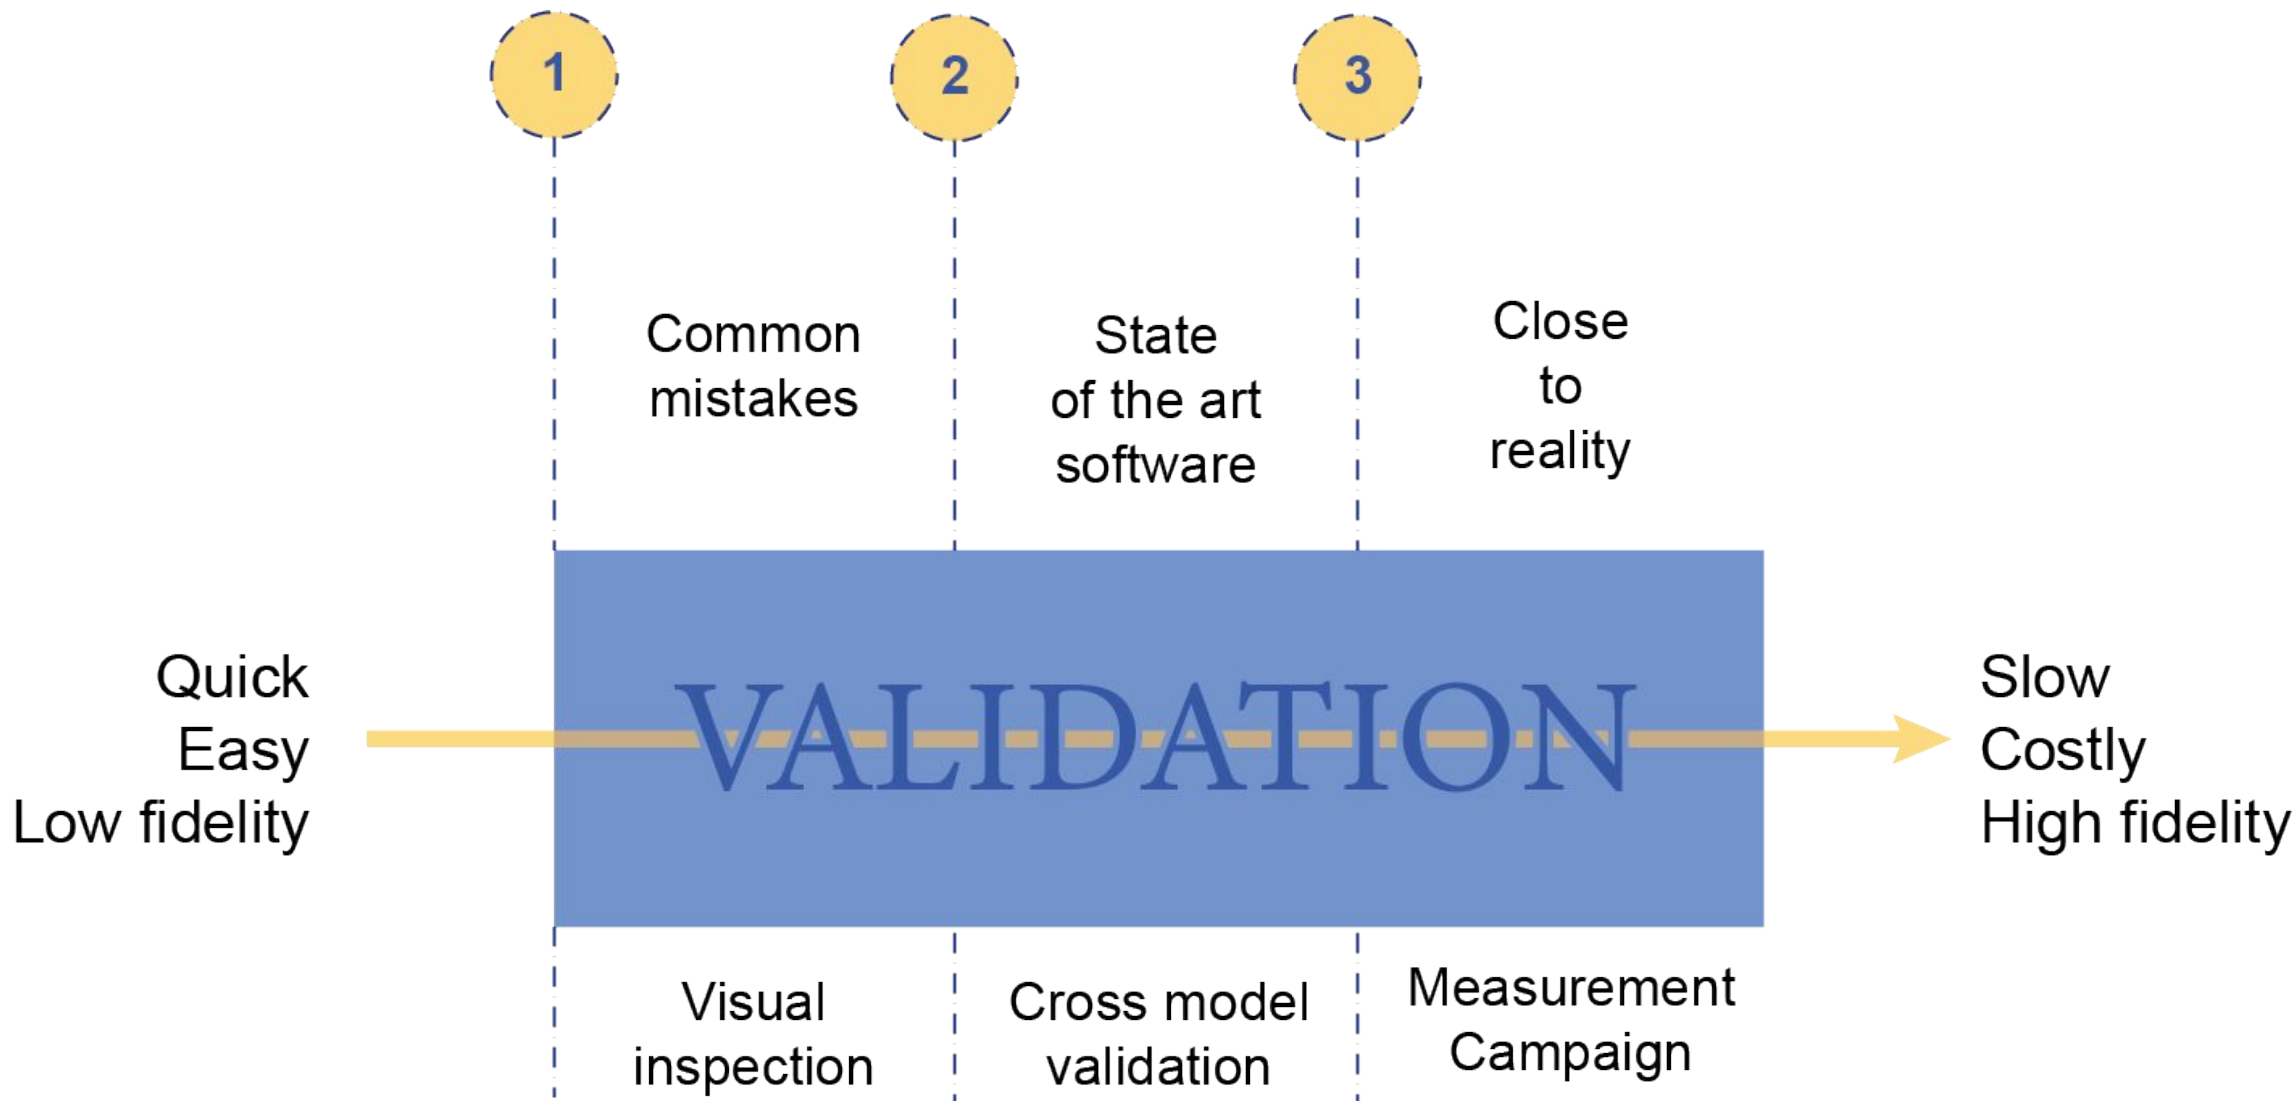 1
2
3
Common
mistakes
State
of the art
software
Close
to
reality
Quick
Easy
Low fidelity
VALIDATION
Slow
Costly
High fidelity
Visual
inspection
Cross model
validation
Measurement
Campaign